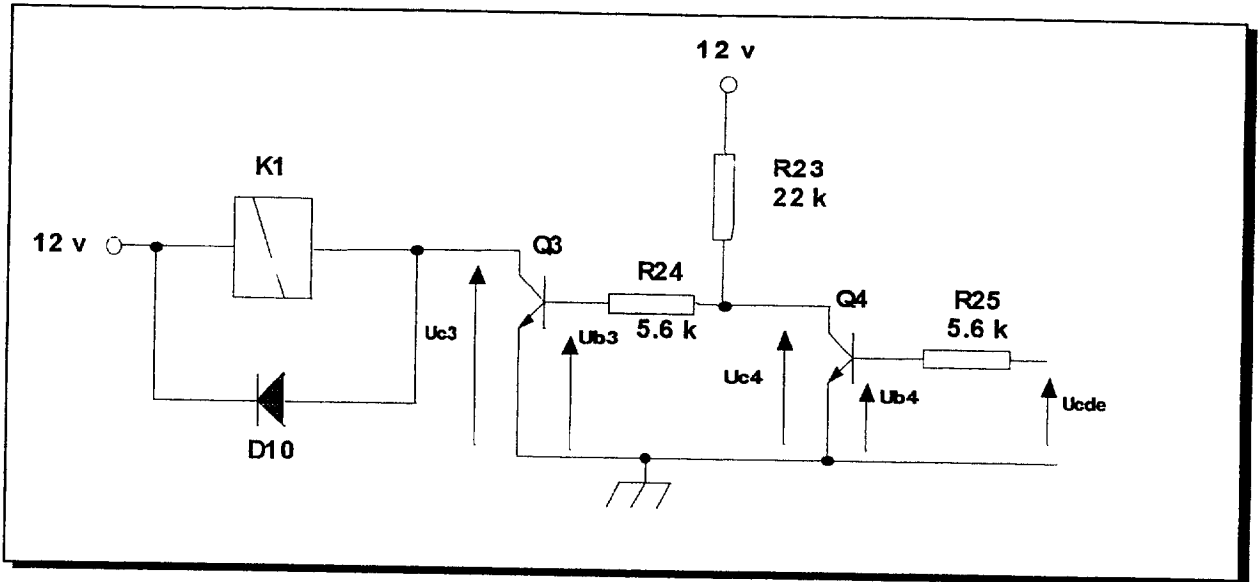 12 v
K1
R23
22 k
12 v
Q3
R24
5.6 k
Q4
R25
5.6 k
Uc3
Ub3
Uc4
Ub4
Ucde
D10